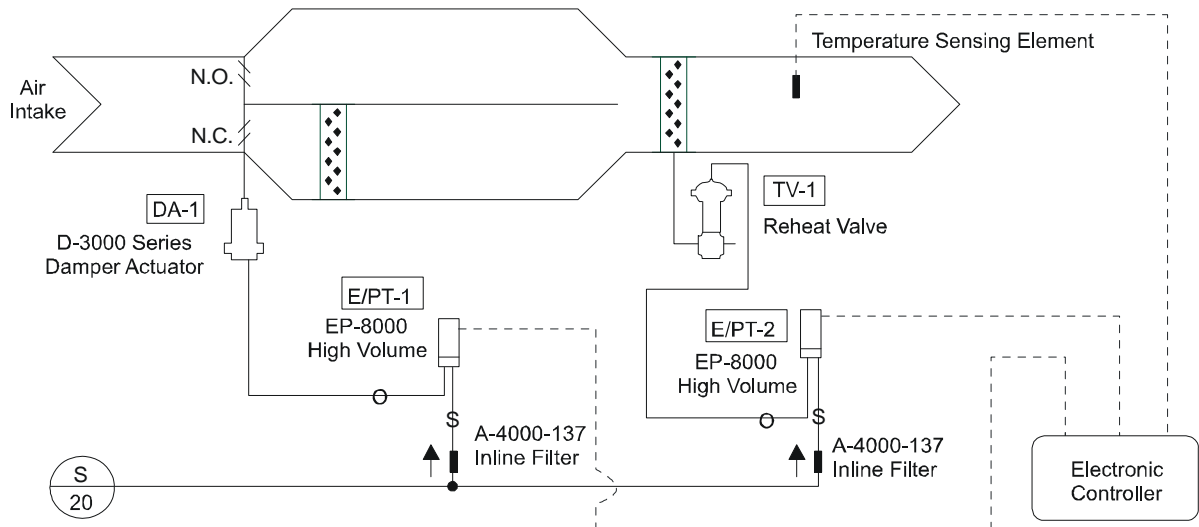 Temperature Sensing Element
Air
Intake
N.O.
N.C.
DA-1
D-3000 Series
Damper Actuator
TV-1
Reheat Valve
E/PT-1
EP-8000
High Volume
E/PT-2
EP-8000
High Volume
O
S
O
S
A-4000-137
Inline Filter
A-4000-137
Inline Filter
S
20
Electronic
Controller